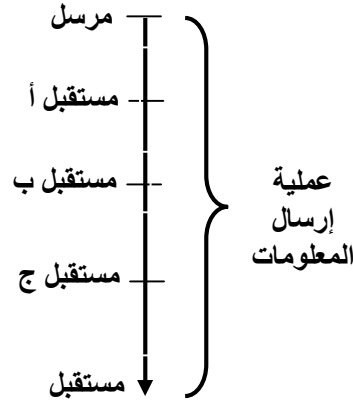 مرسل
مستقبل أ
مستقبل ب
مستقبل ج
مستقبل
عملية
إرسال
المعلومات